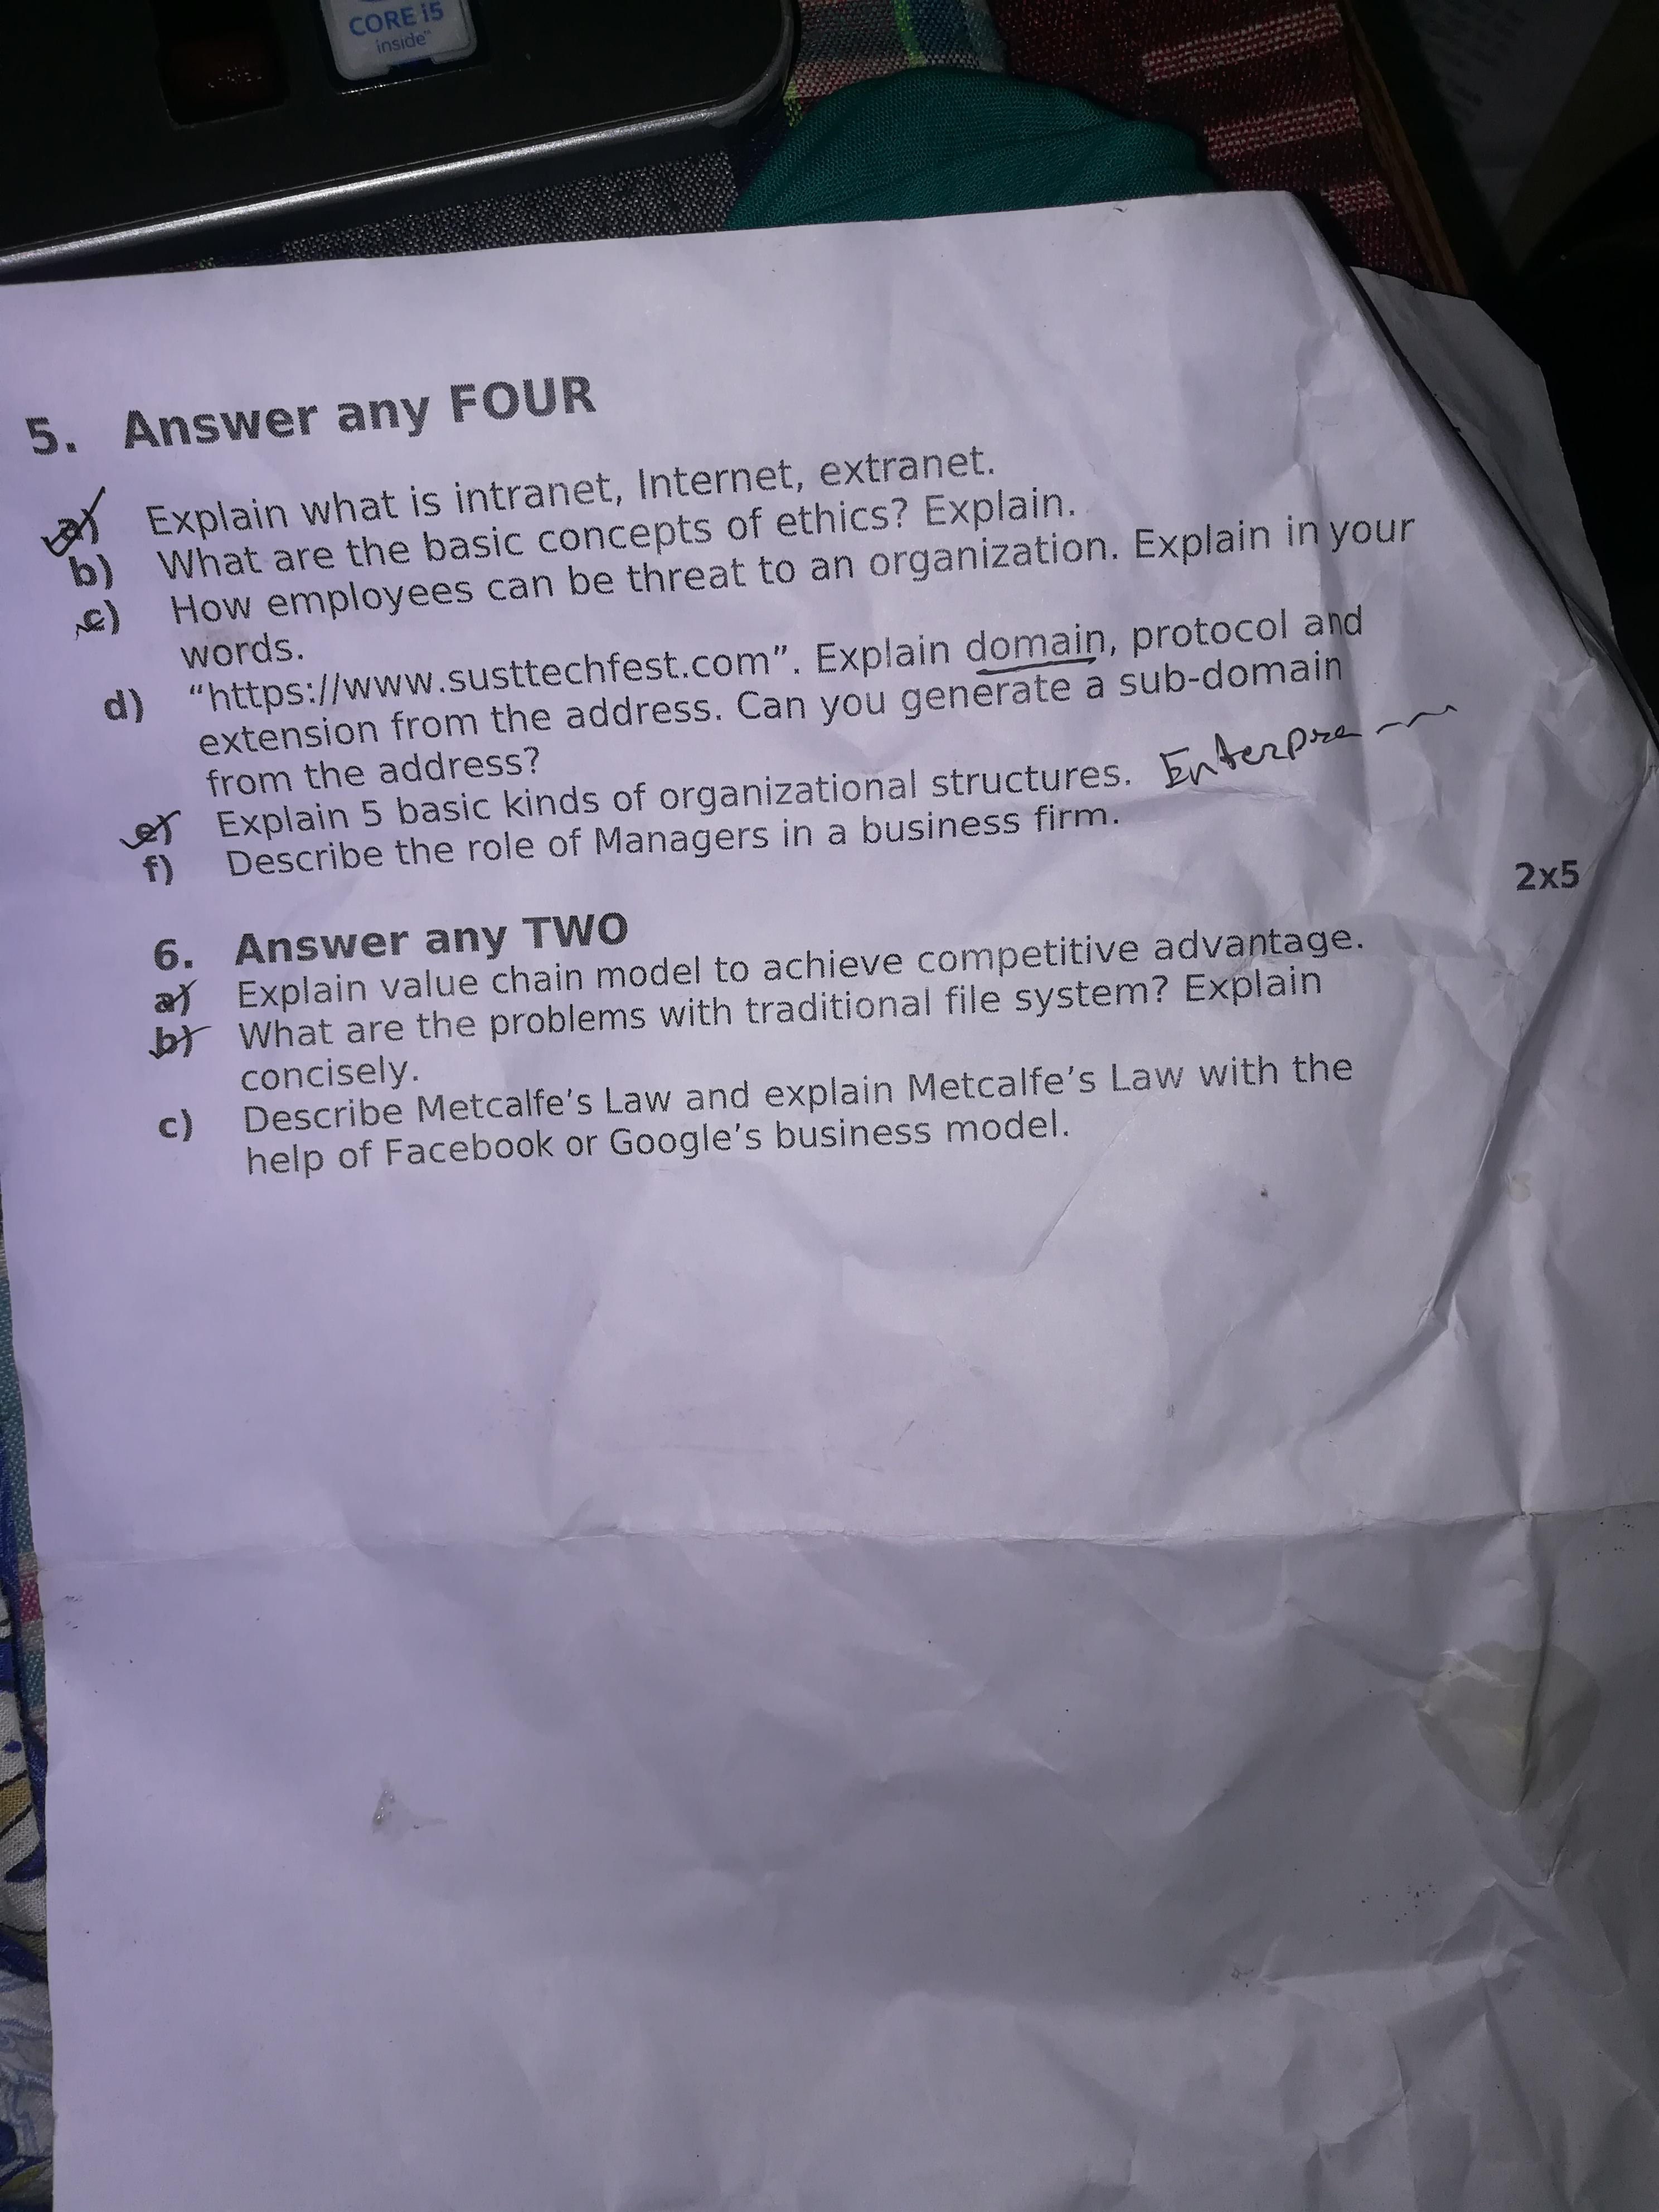 CORE i5
inside™
5. Answer any FOUR
a) Explain what is intranet, Internet, extranet.
b) What are the basic concepts of ethics? Explain.
c) How employees can be threat to an organization. Explain in your
words.
d) “https://www.susttechfest.com”. Explain domain, protocol and
extension from the address. Can you generate a sub-domain
from the address?
e) Explain 5 basic kinds of organizational structures. Enterpre
f) Describe the role of Managers in a business firm.
2x5
6. Answer any TWO
a) Explain value chain model to achieve competitive advantage.
b) What are the problems with traditional file system? Explain
concisely.
c) Describe Metcalfe’s Law and explain Metcalfe’s Law with the
help of Facebook or Google’s business model.